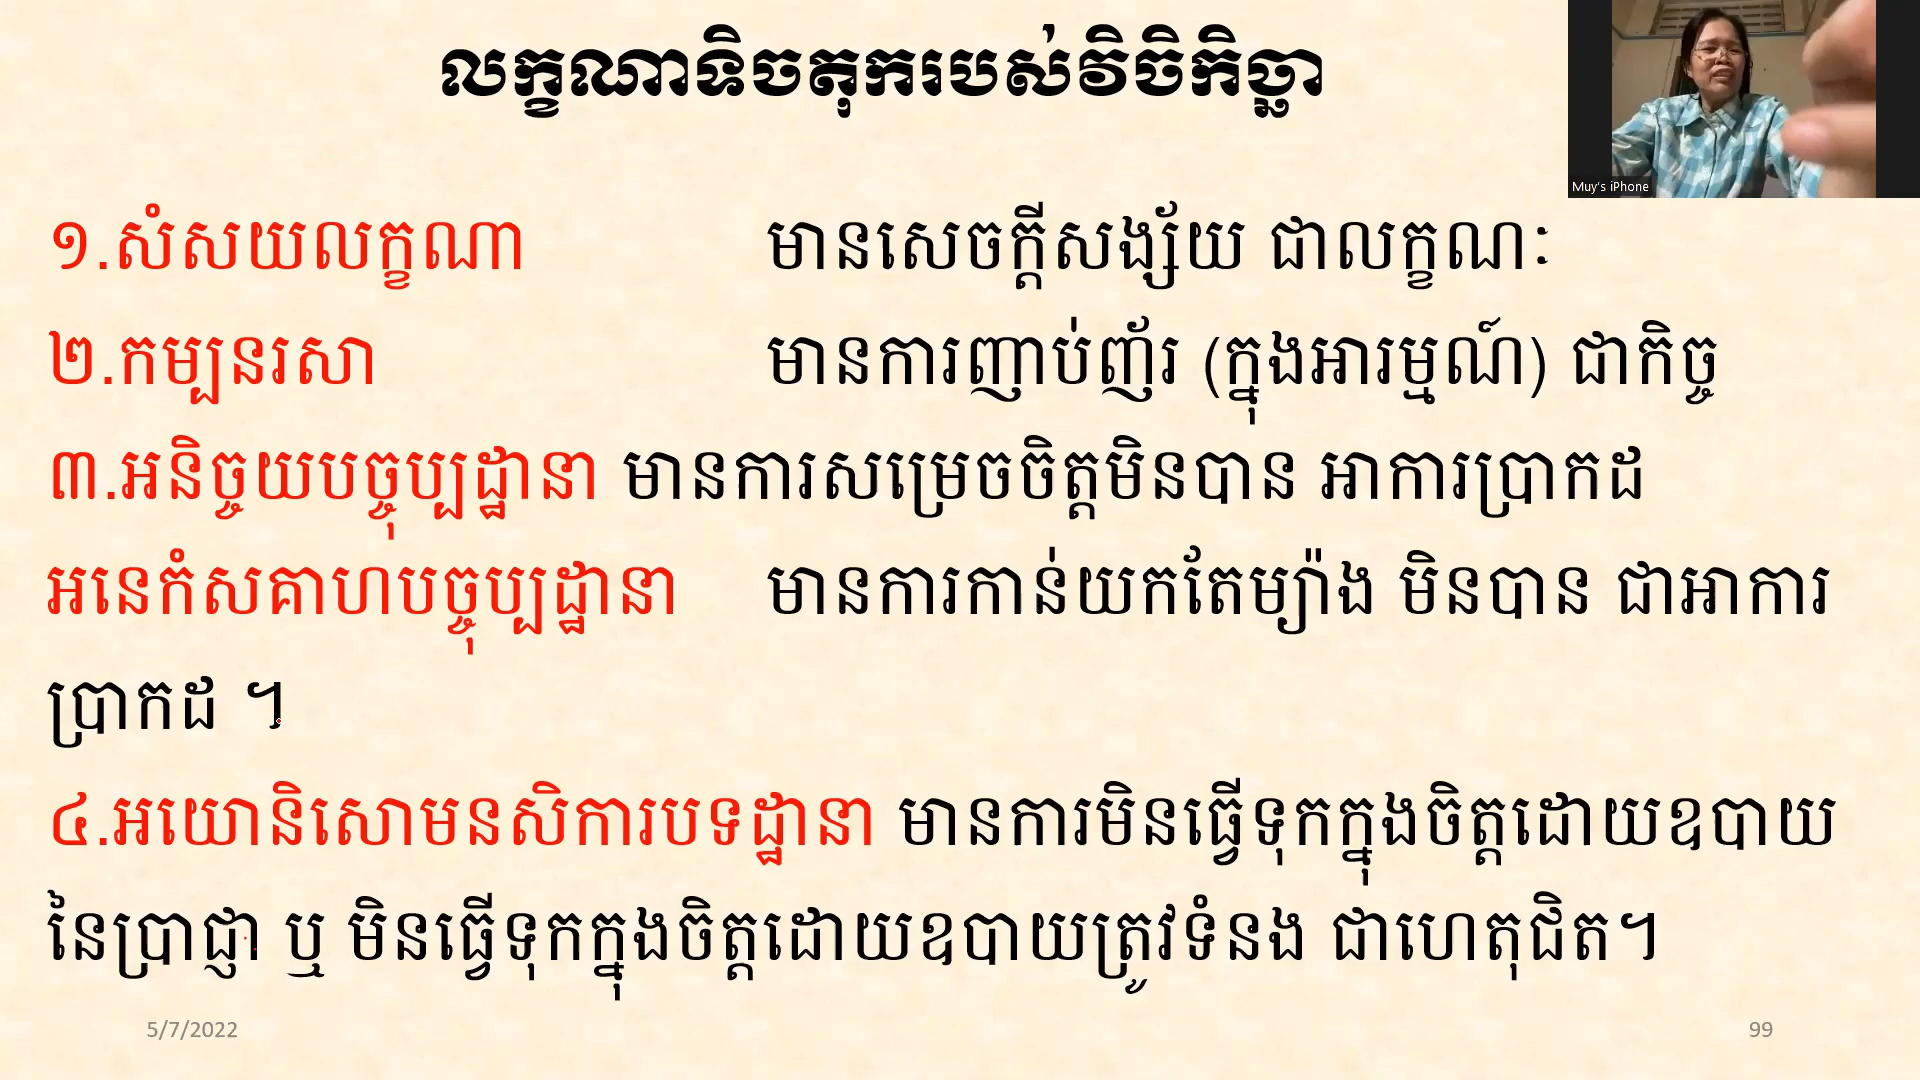 លក្ខណាទិចតុករបស់វិចិកិច្ឆា
Muy's iPhone
១.សំសយលក្ខណា មានសេចក្តីសង្ស័យ ជាលក្ខណៈ
២.កម្បនរសា មានការញាប់ញ័រ (ក្នុងអារម្មណ៍) ជាកិច្ច
៣.អនិច្ចយបច្ចុប្បដ្ឋានា មានការសម្រេចចិត្តមិនបាន អាការប្រាកដ
អនេកំសគាហបច្ចុប្បដ្ឋានា មានការកាន់យកតែម្យ៉ាង មិនបាន ជាអាការ
ប្រាកដ ។
៤.អយោនិសោមនសិការបទដ្ឋានា មានការមិនធ្វើទុកក្នុងចិត្តដោយឧបាយ
នៃប្រាជ្ញា ឬ មិនធ្វើទុកក្នុងចិត្តដោយឧបាយត្រូវទំនង ជាហេតុជិត។
5/7/2022
99